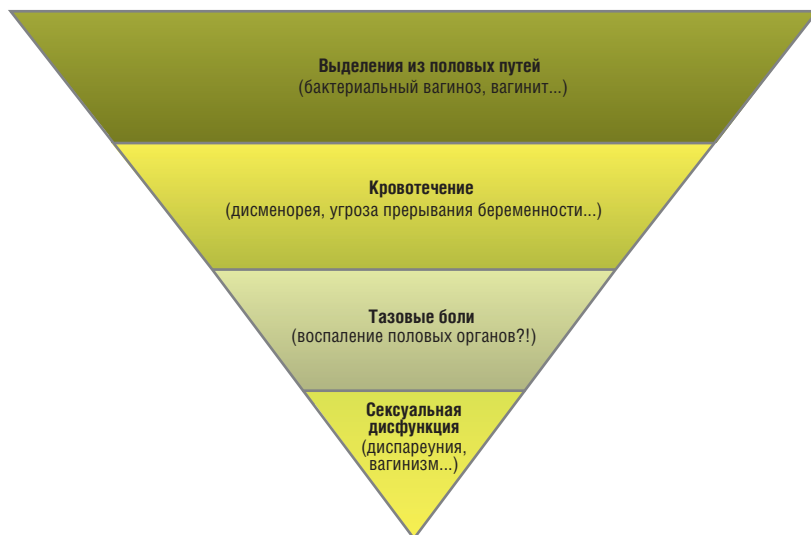 Выделения из половых путей
(бактериальный вагиноз, вагинит...)
Кровотечение
(дисменорея, угроза прерывания беременности...)
Тазовые боли
(воспаление половых органов?!)
Сексуальная
дисфункция
(диспареуния,
вагинизм...)